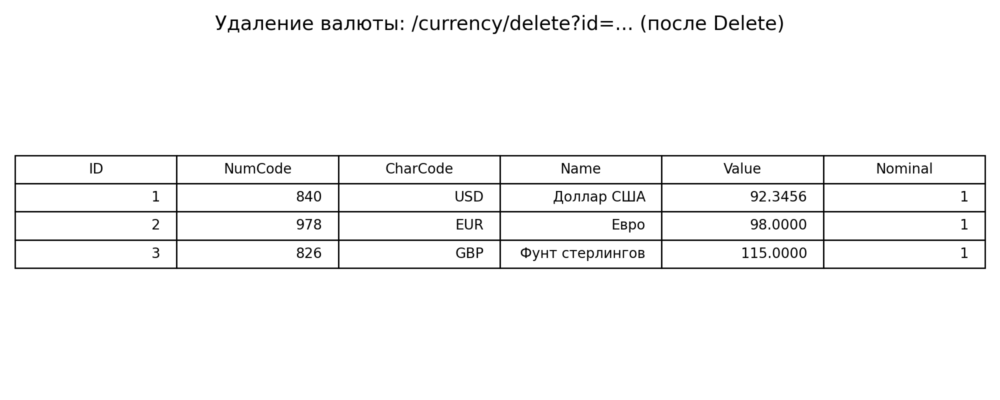 Удаление валюты: /currency/delete?id=... (после Delete)
ID NumCode CharCode Name Value Nominal
1 840 USD Доллар США 92.3456 1
2 978 EUR Евро 98.0000 1
3 826 GBP Фунт стерлингов 115.0000 1